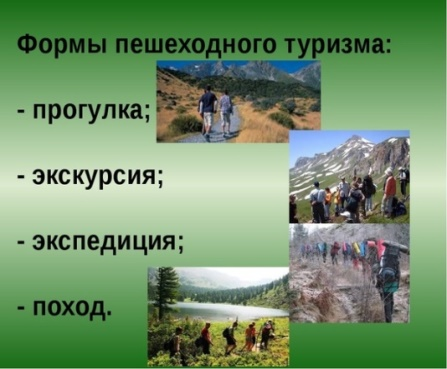 Формы пешеходного туризма:
- прогулка;
- экскурсия;
- экспедиция;
- поход.